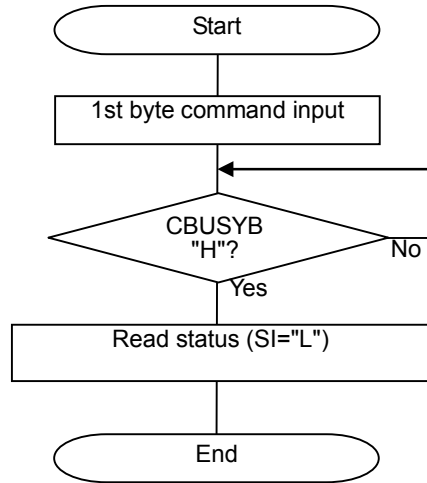 Start
1st byte command input
CBUSYB
"H"?
No
Yes
Read status (SI="L")
End